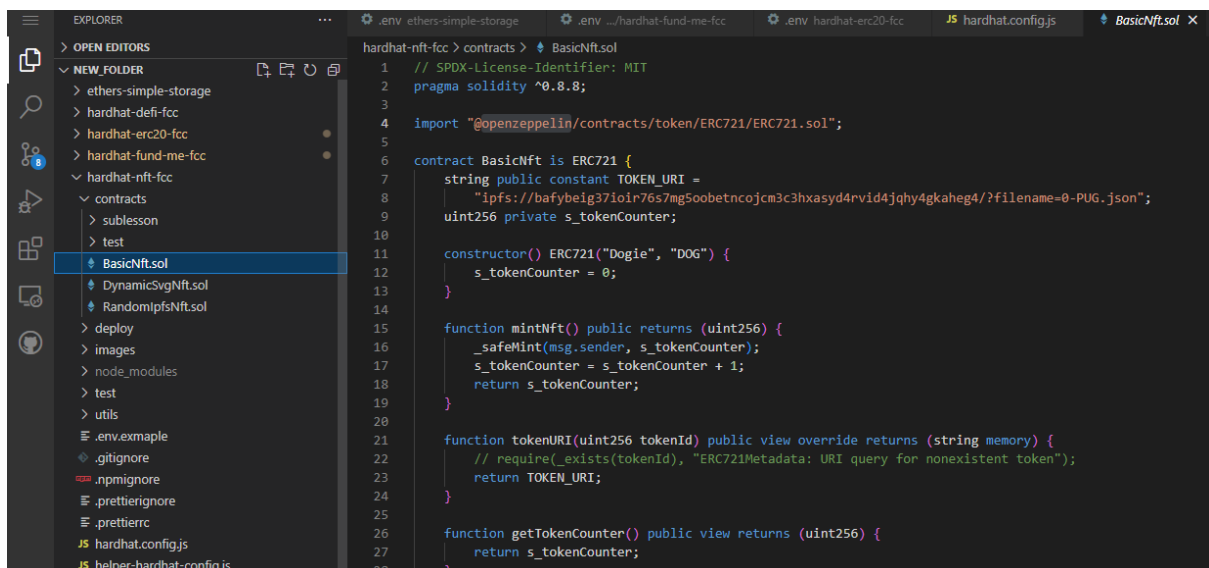 EXPLORER
···
.env ethers-simple-storage
.env .../hardhat-fund-me-fcc
.env hardhat-erc20-fcc
JS hardhat.config.js
BasicNft.sol
> OPEN EDITORS
NEW_FOLDER
> ethers-simple-storage
> hardhat-defi-fcc
> hardhat-erc20-fcc
> hardhat-fund-me-fcc
hardhat-nft-fcc
contracts
> sublesson
> test
BasicNft.sol
DynamicSvgNft.sol
RandomIpfsNft.sol
> deploy
> images
> node_modules
> test
> utils
.env.exmaple
.gitignore
.npmignore
.prettierignore
.prettierrc
JS hardhat.config.js
JS helper-hardhat-config.js
8
hardhat-nft-fcc > contracts > BasicNft.sol
1 // SPDX-License-Identifier: MIT
2 pragma solidity ^0.8.8;
3
4 import "@openzeppelin/contracts/token/ERC721/ERC721.sol";
5
6 contract BasicNft is ERC721 {
7 string public constant TOKEN_URI =
8 "ipfs://bafybeig37ioir76s7mg5oobetncojcm3c3hxasyd4rvid4jqhy4gkaheg4/?filename=0-PUG.json";
9 uint256 private s_tokenCounter;
10
11 constructor() ERC721("Dogie", "DOG") {
12 s_tokenCounter = 0;
13 }
14
15 function mintNft() public returns (uint256) {
16 _safeMint(msg.sender, s_tokenCounter);
17 s_tokenCounter = s_tokenCounter + 1;
18 return s_tokenCounter;
19 }
20
21 function tokenURI(uint256 tokenId) public view override returns (string memory) {
22 // require(_exists(tokenId), "ERC721Metadata: URI query for nonexistent token");
23 return TOKEN_URI;
24 }
25
26 function getTokenCounter() public view returns (uint256) {
27 return s_tokenCounter;